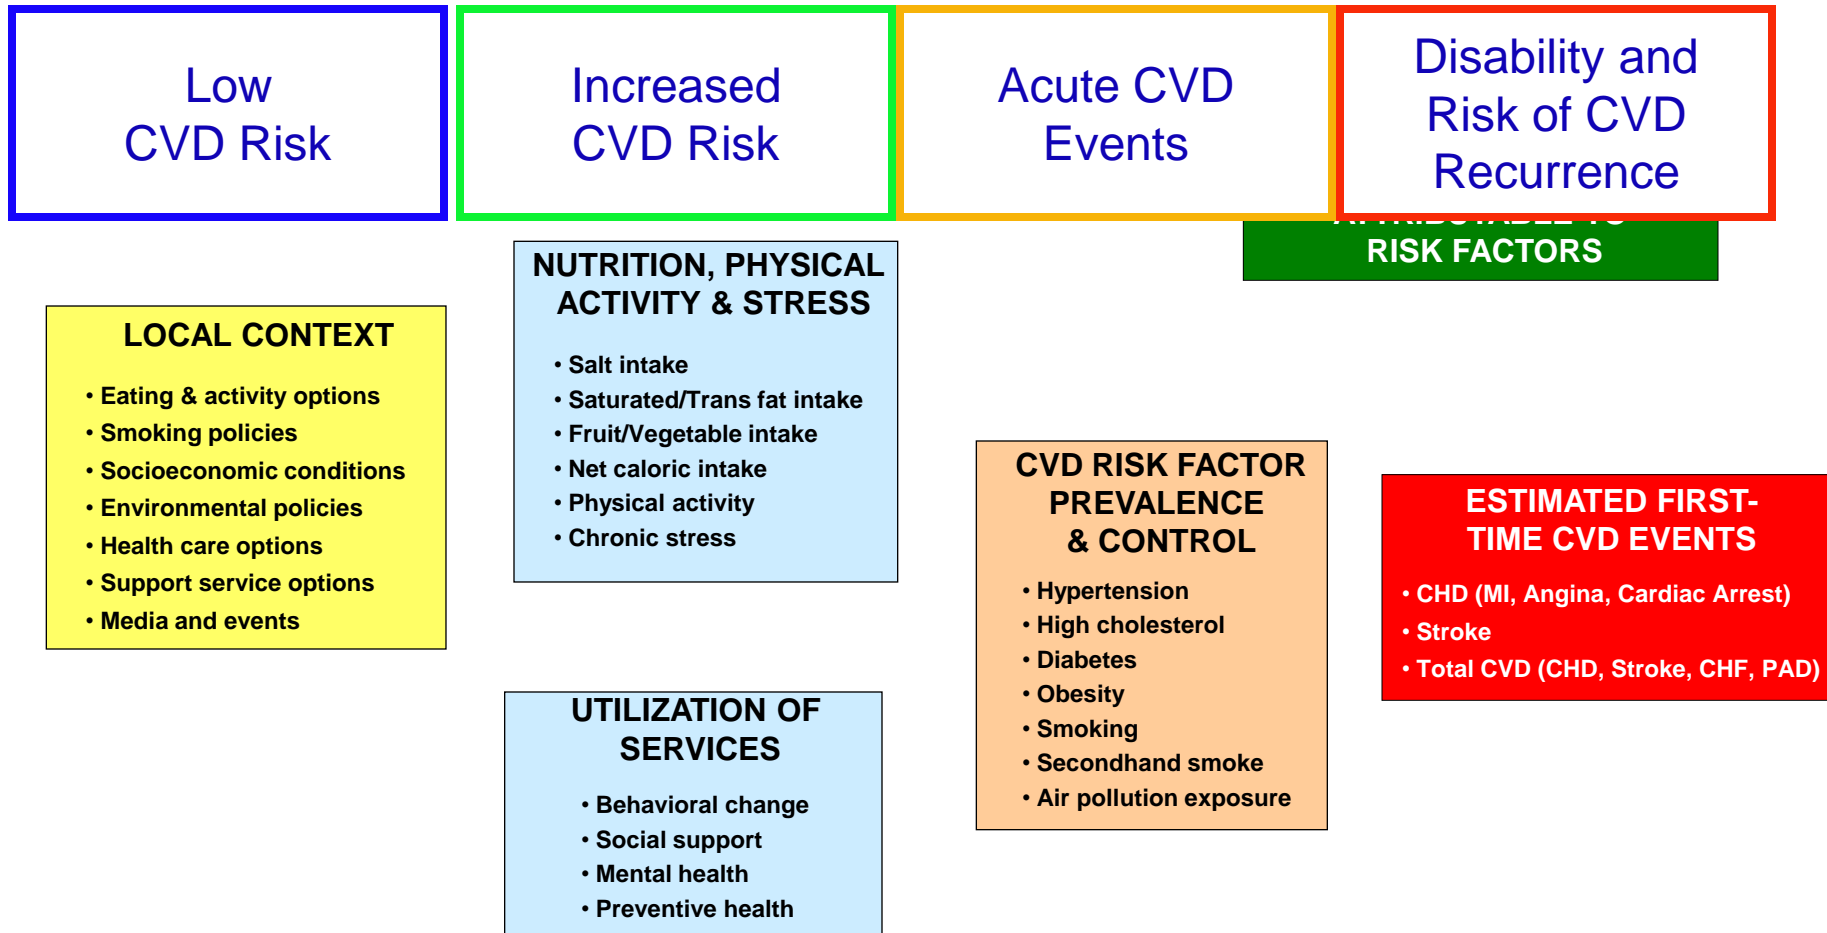 Low
CVD Risk
Increased
CVD Risk
Acute CVD
Events
Disability and
Risk of CVD
Recurrence
RISK FACTORS
NUTRITION, PHYSICAL
ACTIVITY & STRESS
• Salt intake
• Saturated/Trans fat intake
• Fruit/Vegetable intake
• Net caloric intake
• Physical activity
• Chronic stress
LOCAL CONTEXT
• Eating & activity options
• Smoking policies
• Socioeconomic conditions
• Environmental policies
• Health care options
• Support service options
• Media and events
CVD RISK FACTOR
PREVALENCE
& CONTROL
• Hypertension
• High cholesterol
• Diabetes
• Obesity
• Smoking
• Secondhand smoke
• Air pollution exposure
ESTIMATED FIRST-
TIME CVD EVENTS
• CHD (MI, Angina, Cardiac Arrest)
• Stroke
• Total CVD (CHD, Stroke, CHF, PAD)
UTILIZATION OF
SERVICES
• Behavioral change
• Social support
• Mental health
• Preventive health